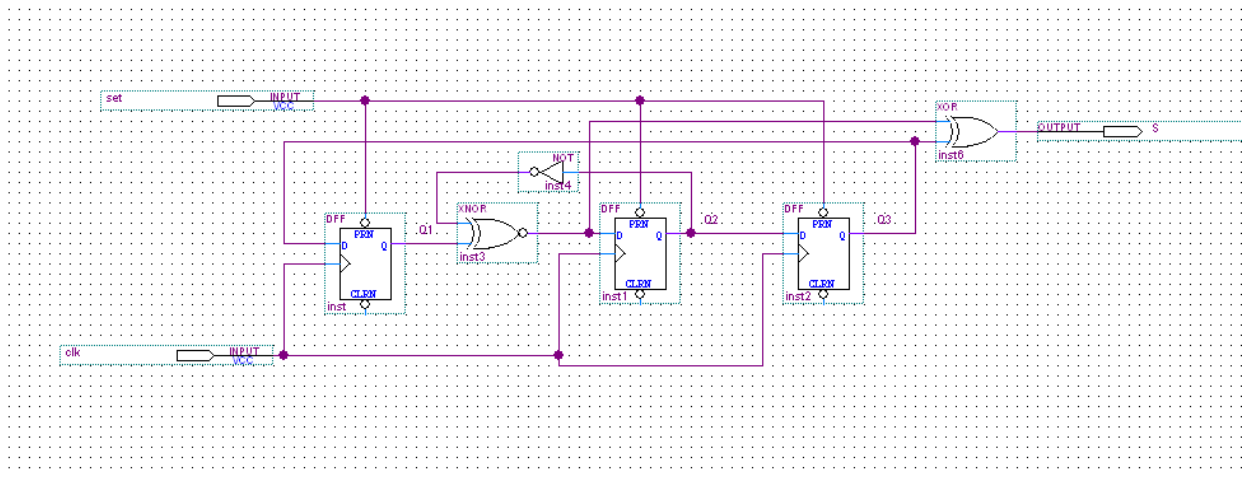 set
INPUT
VCC
XOR
inst6
OUTPUT
S
NOT
inst4
DFF
PRN
D
Q
CLRN
inst
Q1
XNOR
inst3
DFF
PRN
D
Q
CLRN
inst1
Q2
DFF
PRN
D
Q
CLRN
inst2
Q3
clk
INPUT
VCC